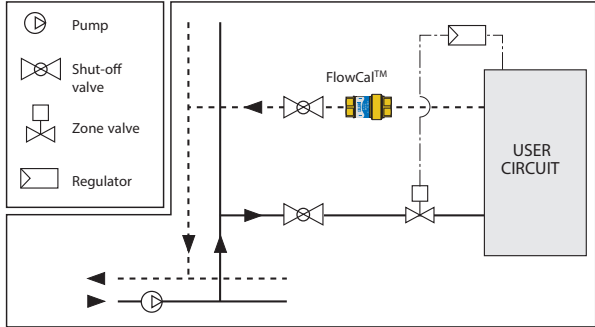 Pump
Shut-off
valve
Zone valve
Regulator
FlowCal™
USER
CIRCUIT